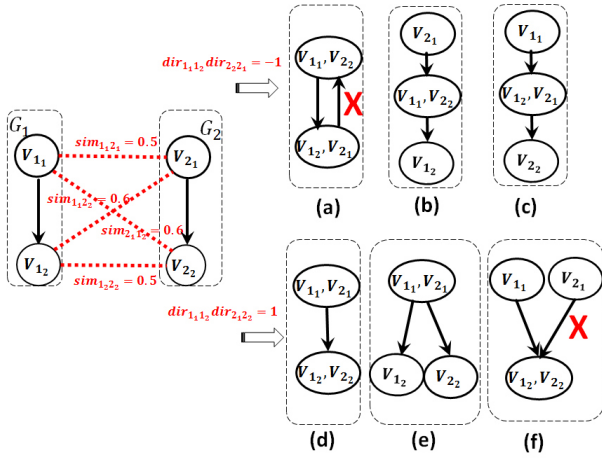 dir₁₁₁₂dir₂₂₂₁ = −1
V₁₁,V₂₂
X
V₁₂,V₂₁
(a)
V₂₁
V₁₁,V₂₂
V₁₂
(b)
V₁₁
V₁₂,V₂₁
V₂₂
(c)
G₁
G₂
V₁₁
sim₁₁₂₁ = 0.5
V₂₁
sim₁₁₂₂ = 0.6
sim₂₁₁₂ = 0.6
V₁₂
sim₁₂₂₂ = 0.5
V₂₂
dir₁₁₁₂dir₂₁₂₂ = 1
V₁₁,V₂₁
V₁₂,V₂₂
(d)
V₁₁,V₂₁
V₁₂
V₂₂
(e)
V₁₁
V₂₁
X
V₁₂,V₂₂
(f)